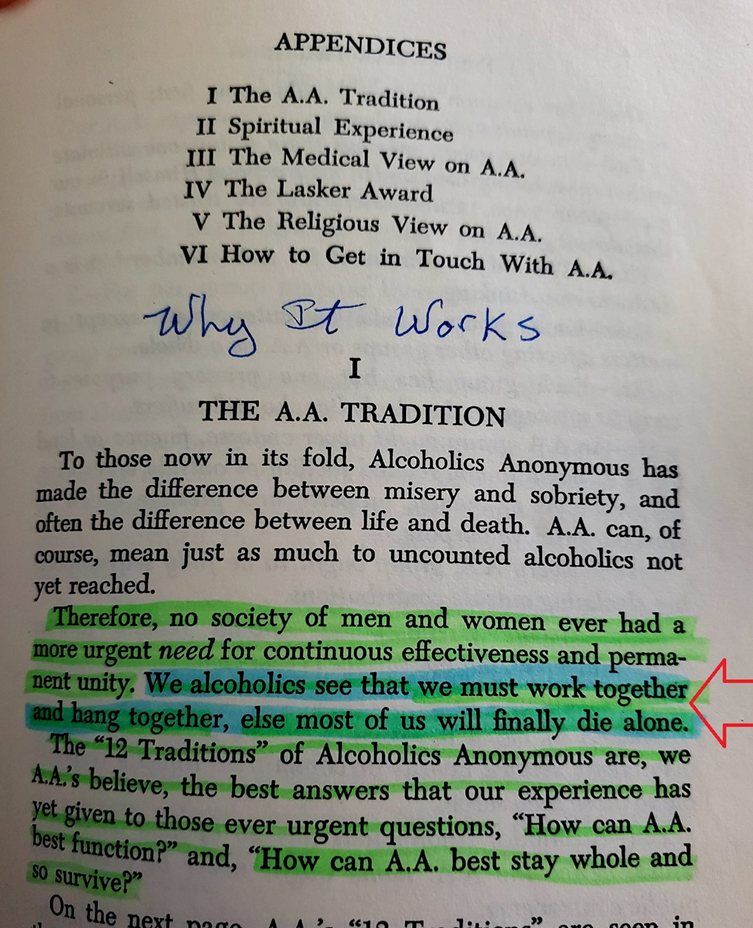 APPENDICES
I The A.A. Tradition
II Spiritual Experience
III The Medical View on A.A.
IV The Lasker Award
V The Religious View on A.A.
VI How to Get in Touch With A.A.
Why It Works
I
THE A.A. TRADITION
To those now in its fold, Alcoholics Anonymous has
made the difference between misery and sobriety, and
often the difference between life and death. A.A. can, of
course, mean just as much to uncounted alcoholics not
yet reached.
Therefore, no society of men and women ever had a
more urgent need for continuous effectiveness and perma-
nent unity. We alcoholics see that we must work together
and hang together, else most of us will finally die alone.
The “12 Traditions” of Alcoholics Anonymous are, we
A.A.'s believe, the best answers that our experience has
yet given to those ever urgent questions, “How can A.A.
best function?” and, “How can A.A. best stay whole and
so survive?”
On the next page, A.A.'s “12 Traditions” are seen in